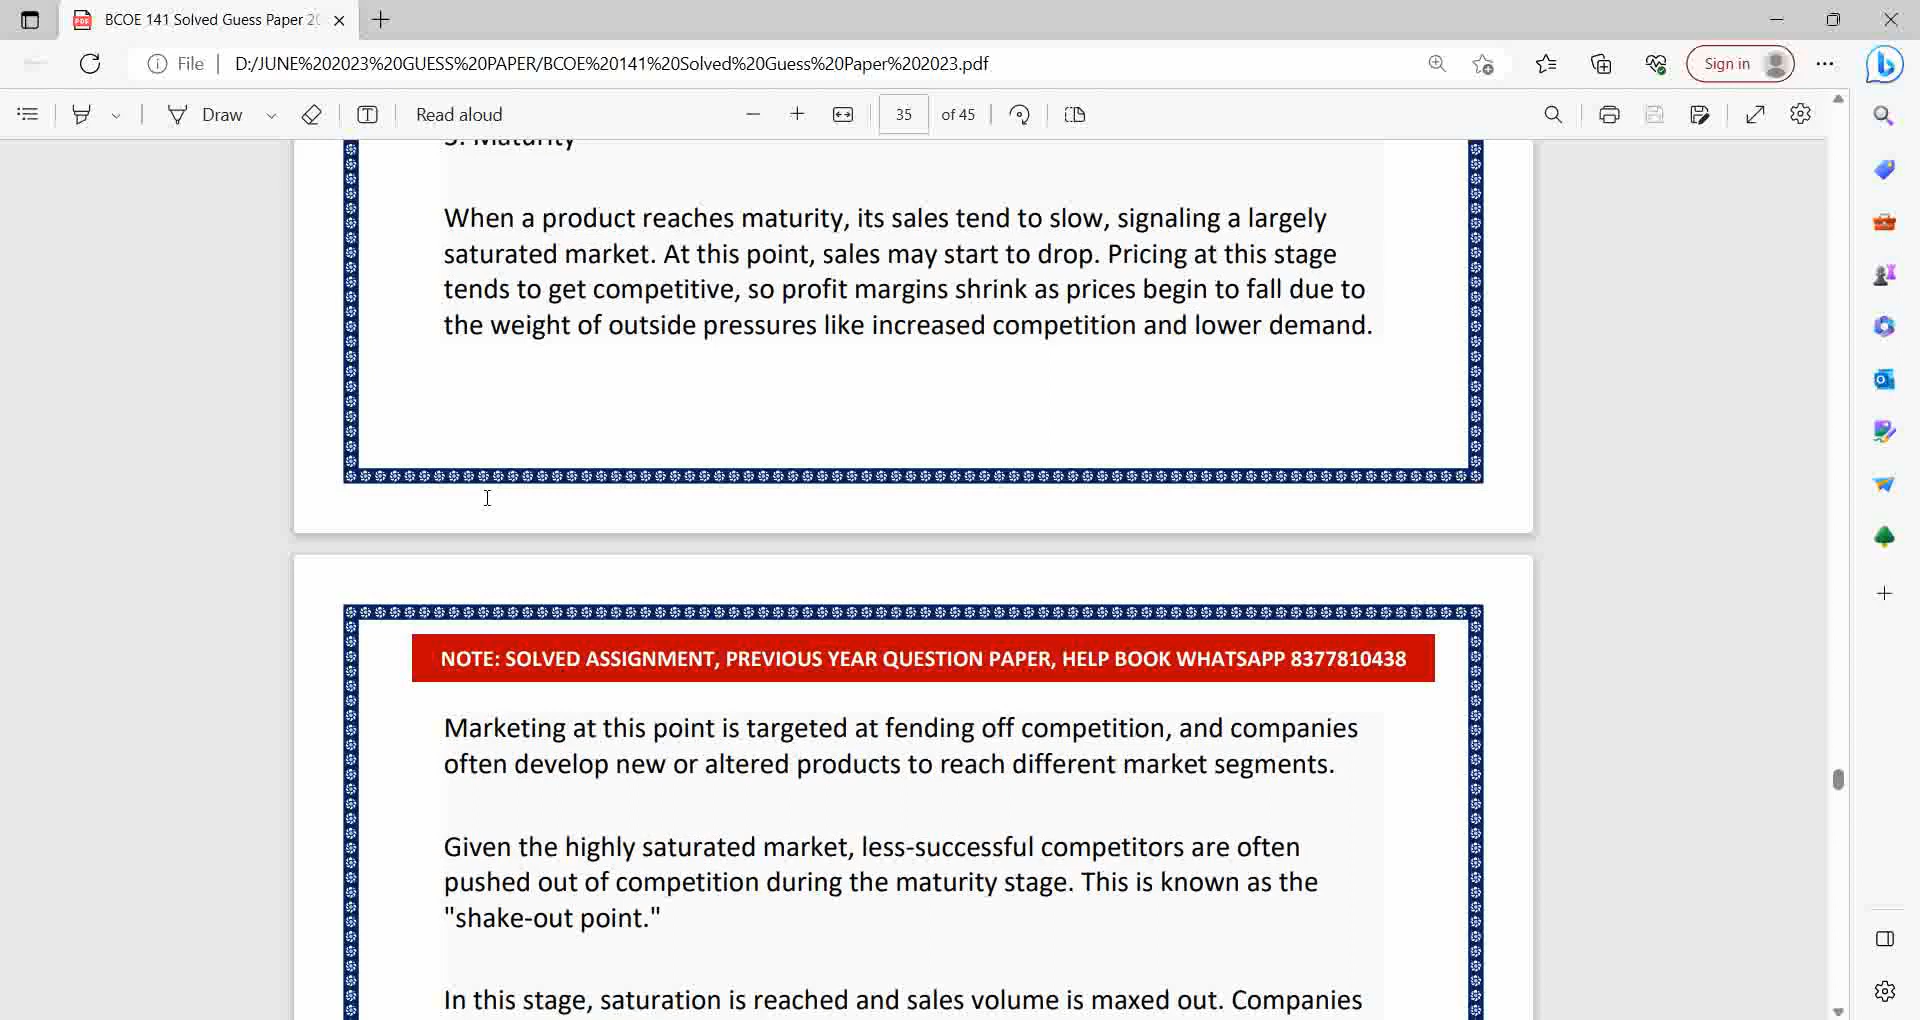 BCOE 141 Solved Guess Paper 20
File
D:/JUNE%202023%20GUESS%20PAPER/BCOE%20141%20Solved%20Guess%20Paper%202023.pdf
Sign in
Draw
Read aloud
35 of 45
3. Maturity
When a product reaches maturity, its sales tend to slow, signaling a largely
saturated market. At this point, sales may start to drop. Pricing at this stage
tends to get competitive, so profit margins shrink as prices begin to fall due to
the weight of outside pressures like increased competition and lower demand.
NOTE: SOLVED ASSIGNMENT, PREVIOUS YEAR QUESTION PAPER, HELP BOOK WHATSAPP 8377810438
Marketing at this point is targeted at fending off competition, and companies
often develop new or altered products to reach different market segments.
Given the highly saturated market, less-successful competitors are often
pushed out of competition during the maturity stage. This is known as the
"shake-out point."
In this stage, saturation is reached and sales volume is maxed out. Companies